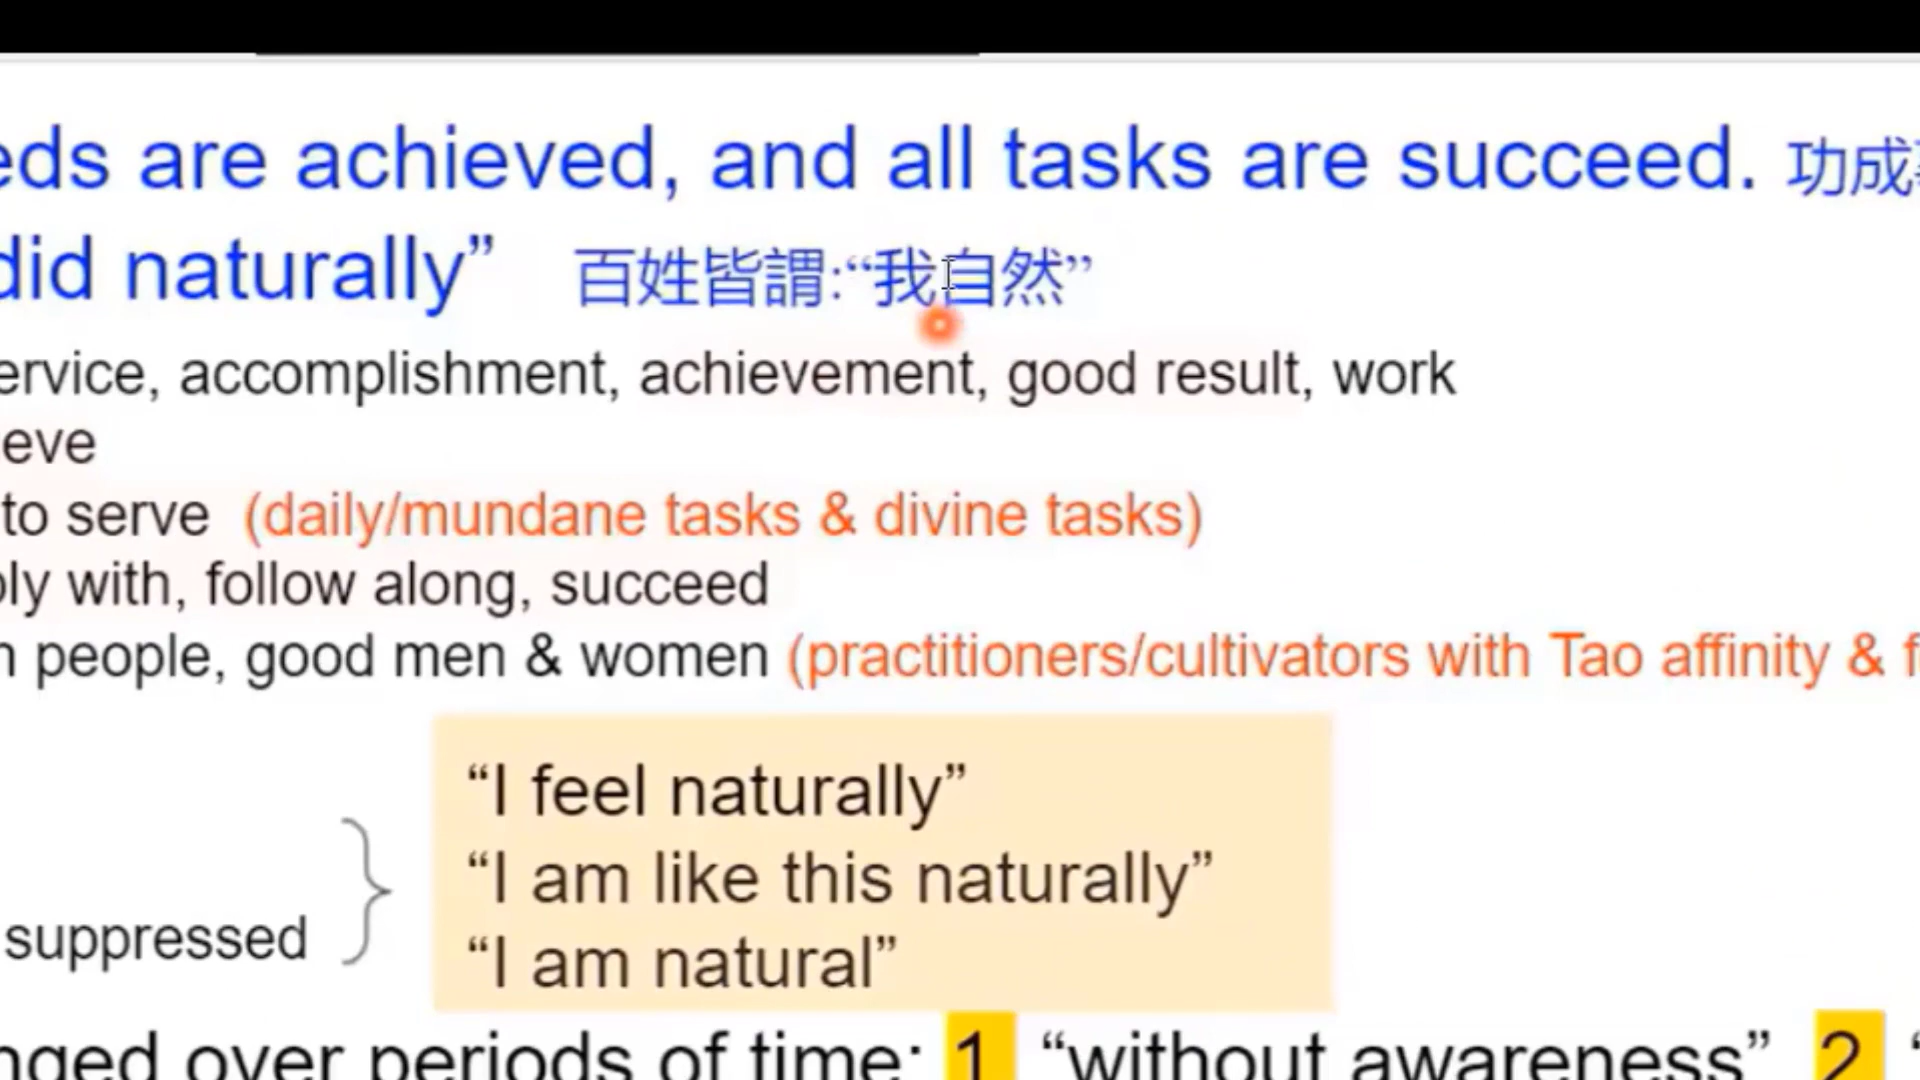 eds are achieved, and all tasks are succeed. 功成
did naturally” 百姓皆謂:“我自然”
ervice, accomplishment, achievement, good result, work
eve
to serve (daily/mundane tasks & divine tasks)
ply with, follow along, succeed
n people, good men & women (practitioners/cultivators with Tao affinity & f
“I feel naturally”
“I am like this naturally”
suppressed
“I am natural”
nged over periods of time: 1 “without awareness” 2 “